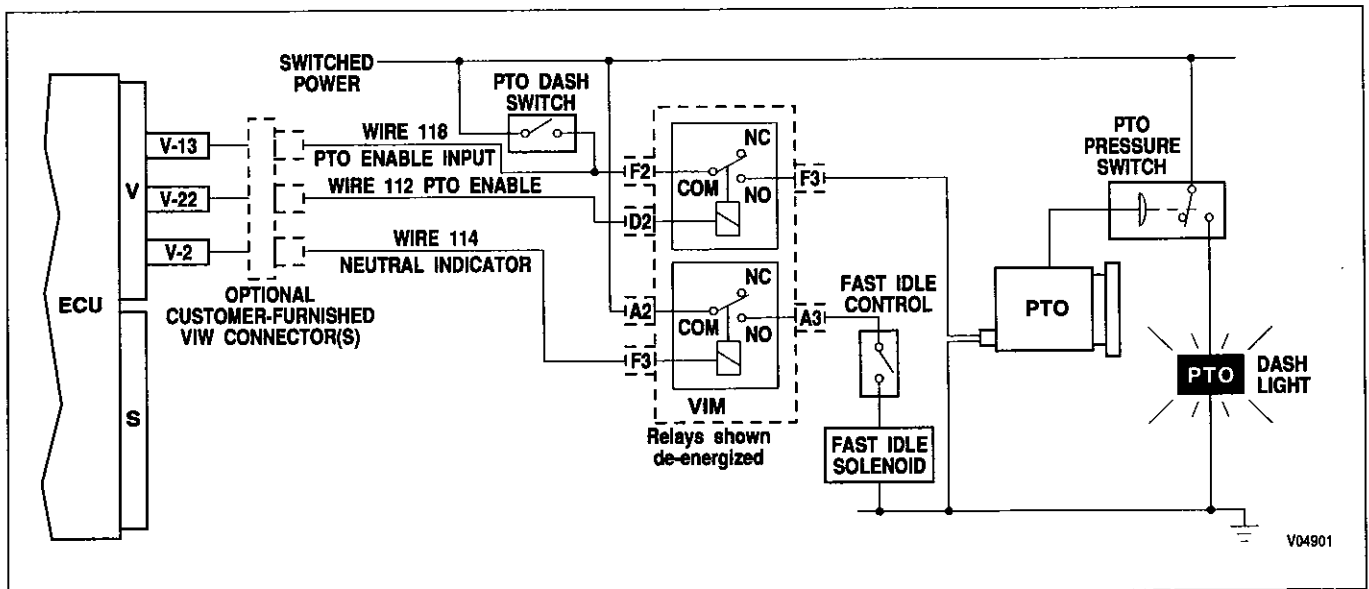 SWITCHED
POWER
PTO DASH
SWITCH
PTO
PRESSURE
SWITCH
V
V-13
WIRE 118
PTO ENABLE INPUT
F2
NC
COM
NO
F3
V-22
WIRE 112 PTO ENABLE
D2
V-2
WIRE 114
NEUTRAL INDICATOR
ECU
OPTIONAL
CUSTOMER-FURNISHED
VIW CONNECTOR(S)
A2
NC
COM
NO
A3
F3
FAST IDLE
CONTROL
PTO
S
VIM
Relays shown
de-energized
FAST IDLE
SOLENOID
PTO
DASH
LIGHT
V04901